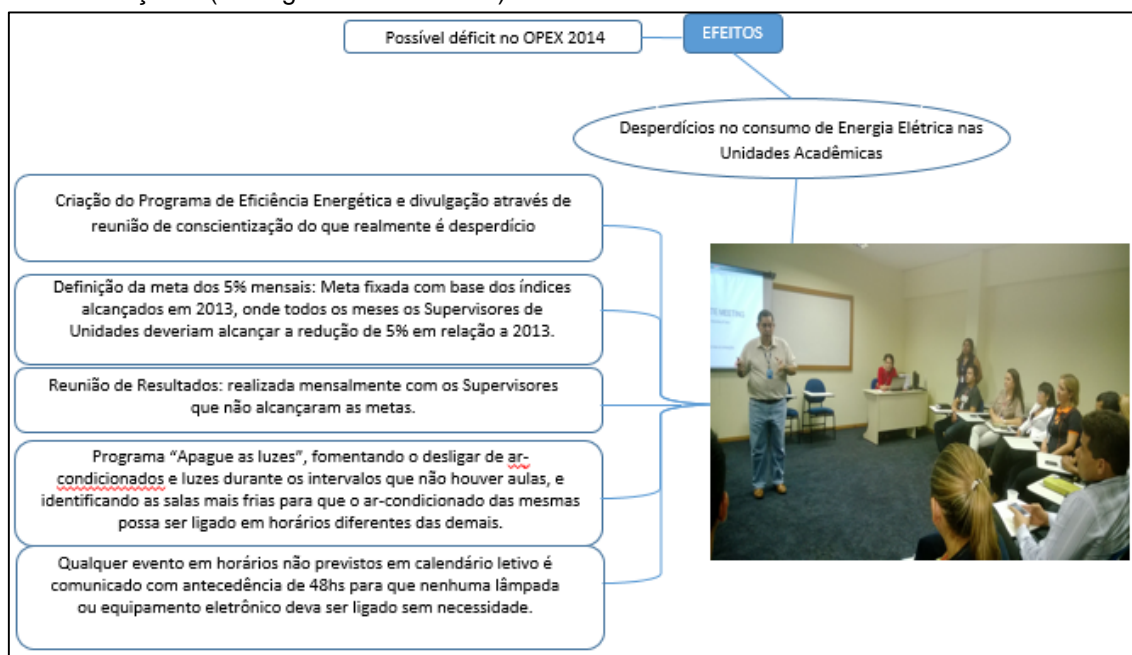 Possível déficit no OPEX 2014
EFEITOS
Desperdícios no consumo de Energia Elétrica nas
Unidades Acadêmicas
Criação do Programa de Eficiência Energética e divulgação através de
reunião de conscientização do que realmente é desperdício
Definição da meta dos 5% mensais: Meta fixada com base dos índices
alcançados em 2013, onde todos os meses os Supervisores de
Unidades deveriam alcançar a redução de 5% em relação a 2013.
Reunião de Resultados: realizada mensalmente com os Supervisores
que não alcançaram as metas.
Programa “Apague as luzes”, fomentando o desligar de ar-
condicionados e luzes durante os intervalos que não houver aulas, e
identificando as salas mais frias para que o ar-condicionado das mesmas
possa ser ligado em horários diferentes das demais.
Qualquer evento em horários não previstos em calendário letivo é
comunicado com antecedência de 48hs para que nenhuma lâmpada
ou equipamento eletrônico deva ser ligado sem necessidade.
MEETING